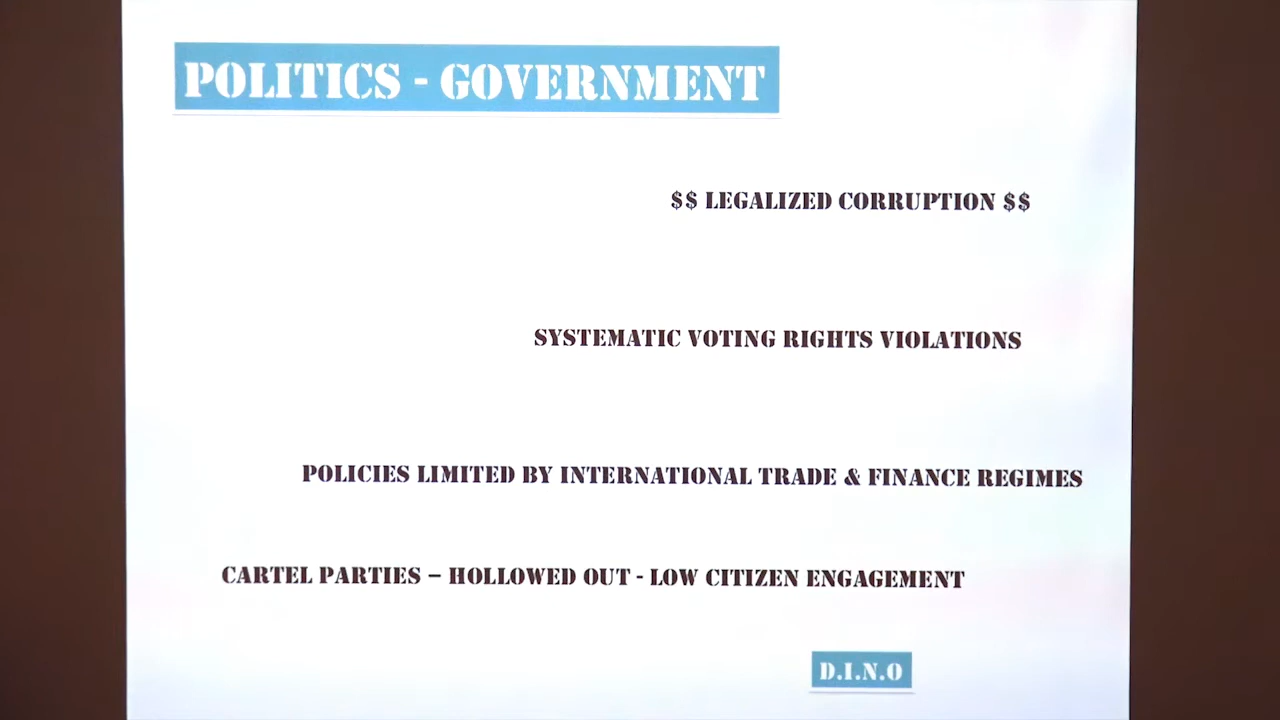 POLITICS - GOVERNMENT
$$ LEGALIZED CORRUPTION $$
SYSTEMATIC VOTING RIGHTS VIOLATIONS
POLICIES LIMITED BY INTERNATIONAL TRADE & FINANCE REGIMES
CARTEL PARTIES – HOLLOWED OUT - LOW CITIZEN ENGAGEMENT
D.I.N.O